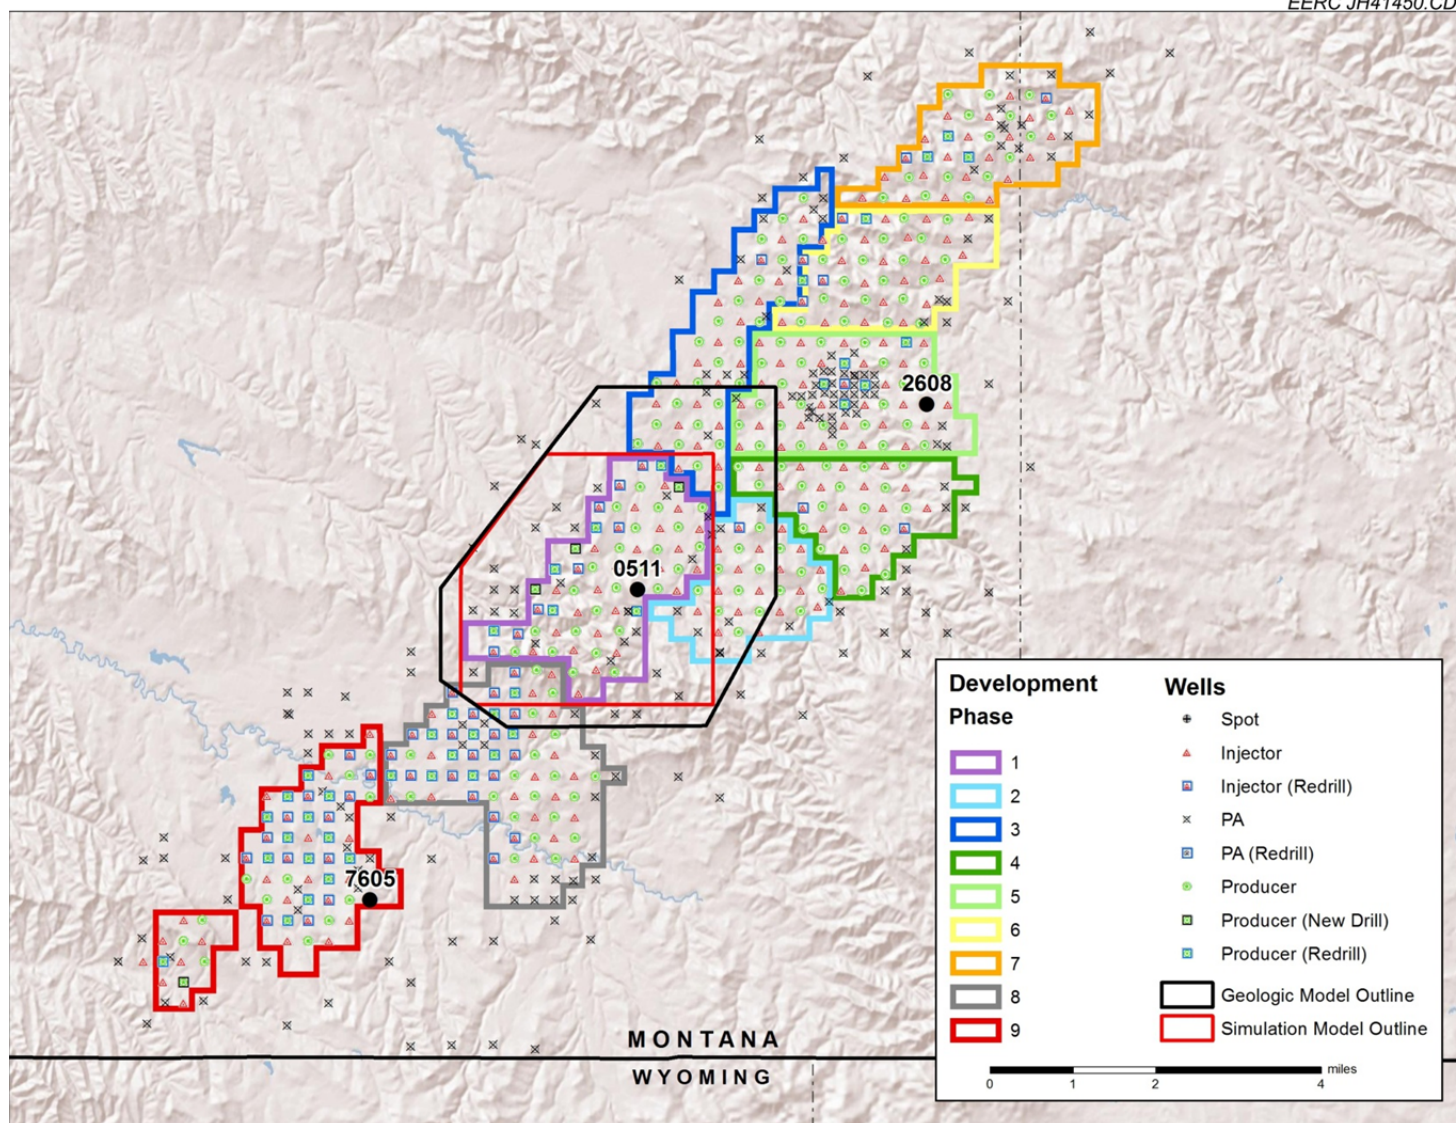 EERC JH41450.CD
2608
0511
7605
MONTANA
WYOMING
Development
Phase
1
2
3
4
5
6
7
8
9
Wells
Spot
Injector
Injector (Redrill)
PA
PA (Redrill)
Producer
Producer (New Drill)
Producer (Redrill)
Geologic Model Outline
Simulation Model Outline
miles
0 1 2 4